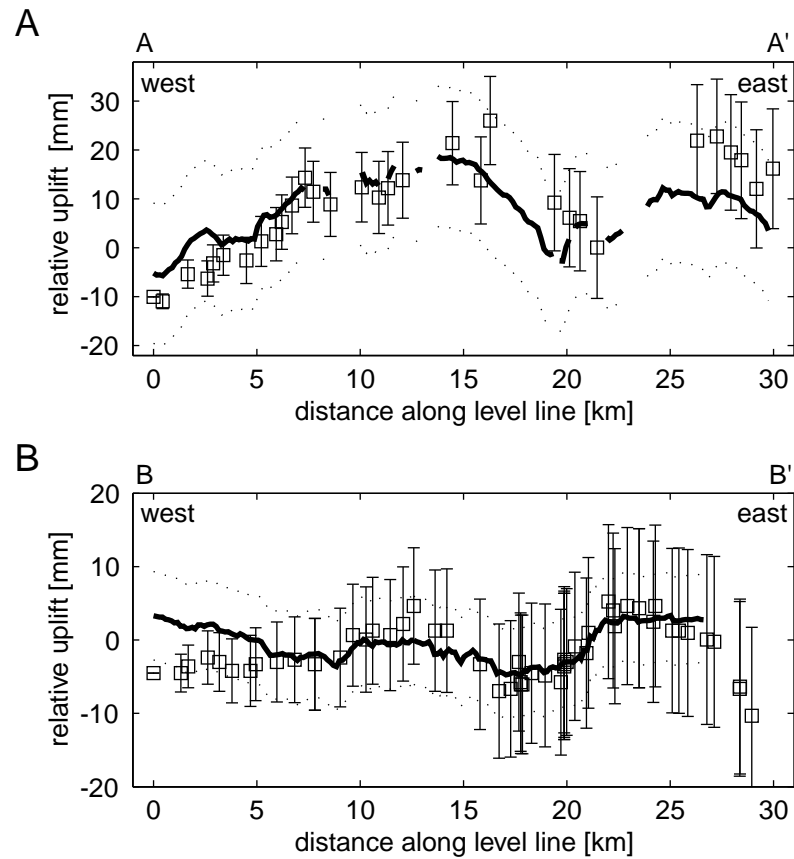 A
A A'
west east
relative uplift [mm]
30
20
10
0
-10
-20
0 5 10 15 20 25 30
distance along level line [km]
B
B B'
west east
relative uplift [mm]
20
10
0
-10
-20
0 5 10 15 20 25 30
distance along level line [km]